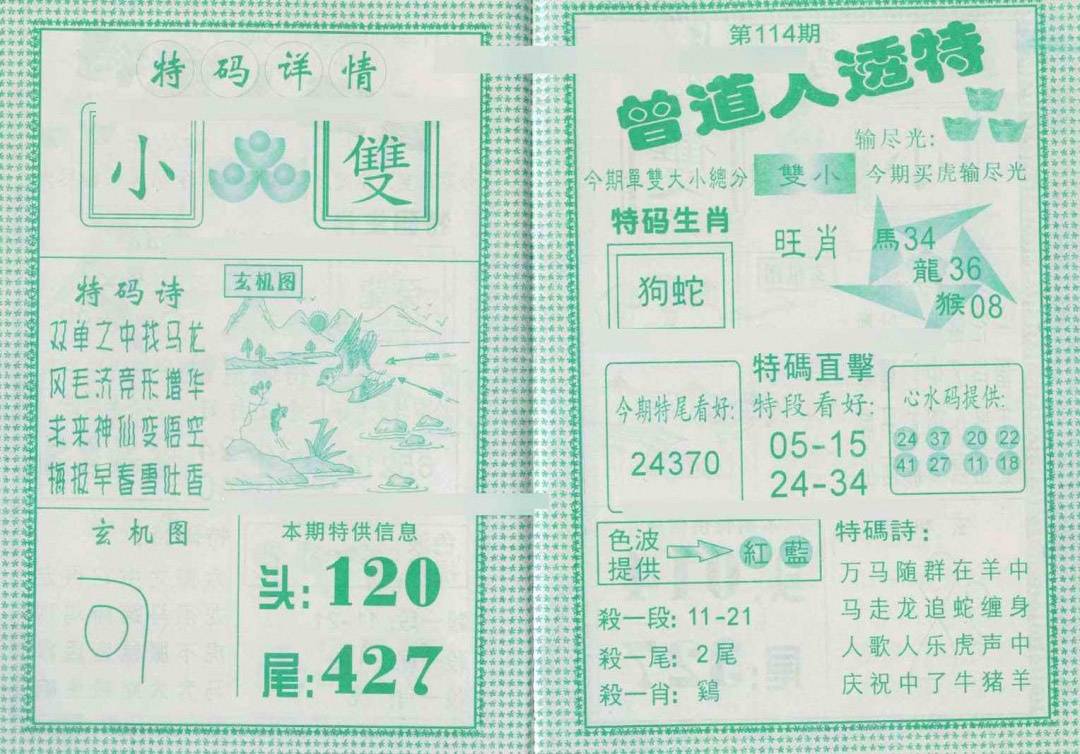 特码详情
小 雙
特码诗
双单之中找马龙
风毛济竞形增华
未来神仙变悟空
摘报早春雪吐香
玄机图
玄机图
本期特供信息
头:120
尾:427
第114期
曾道人透特
输尽光:
今期單雙大小總分 雙小 今期买虎输尽光
特码生肖
狗蛇
旺肖
馬34
龍36
猴08
今期特尾看好:
24370
特碼直擊
特段看好:
05-15
24-34
心水码提供:
24 37 20 22
41 27 11 18
色波
提供
紅 藍
殺一段: 11-21
殺一尾: 2尾
殺一肖: 鷄
特碼詩:
万马随群在羊中
马走龙追蛇缠身
人歌人乐虎声中
庆祝中了牛猪羊